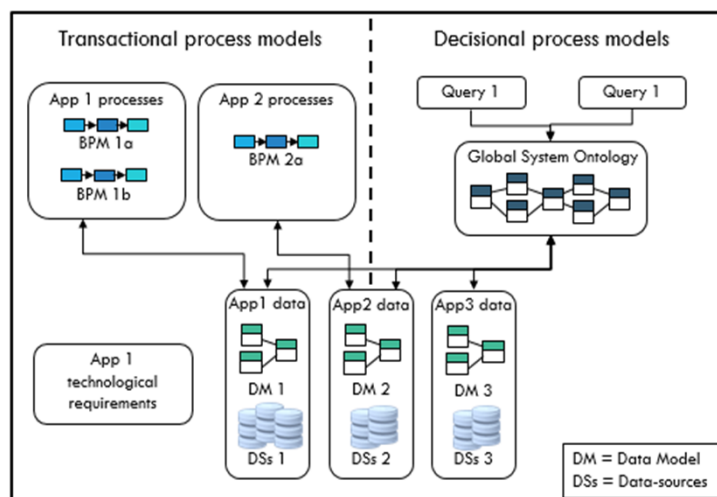 Transactional process models
Decisional process models
App 1 processes
BPM 1a
BPM 1b
App 2 processes
BPM 2a
Query 1
Query 1
Global System Ontology
App1 data
DM 1
DSs 1
App2 data
DM 2
DSs 2
App3 data
DM 3
DSs 3
App 1
technological
requirements
DM = Data Model
DSs = Data-sources